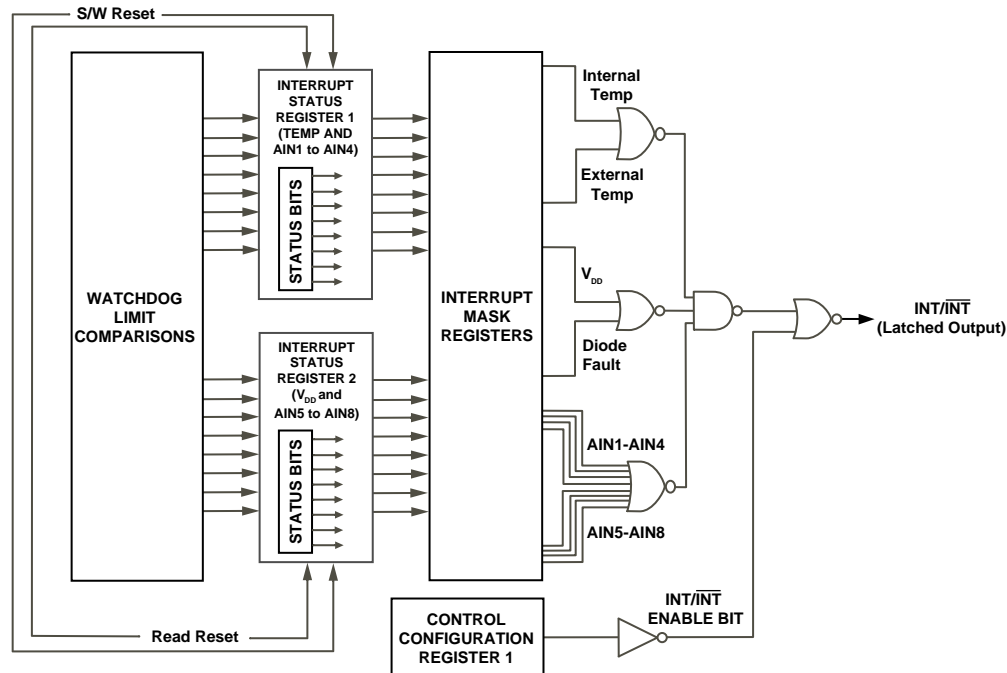 S/W Reset
WATCHDOG
LIMIT
COMPARISONS
INTERRUPT
STATUS
REGISTER 1
(TEMP AND
AIN1 to AIN4)
STATUS BITS
INTERRUPT
STATUS
REGISTER 2
(VDD and
AIN5 to AIN8)
STATUS BITS
Read Reset
INTERRUPT
MASK
REGISTERS
Internal
Temp
External
Temp
VDD
Diode
Fault
AIN1-AIN4
AIN5-AIN8
INT/I̅N̅T̅
(Latched Output)
CONTROL
CONFIGURATION
REGISTER 1
INT/I̅N̅T̅
ENABLE BIT